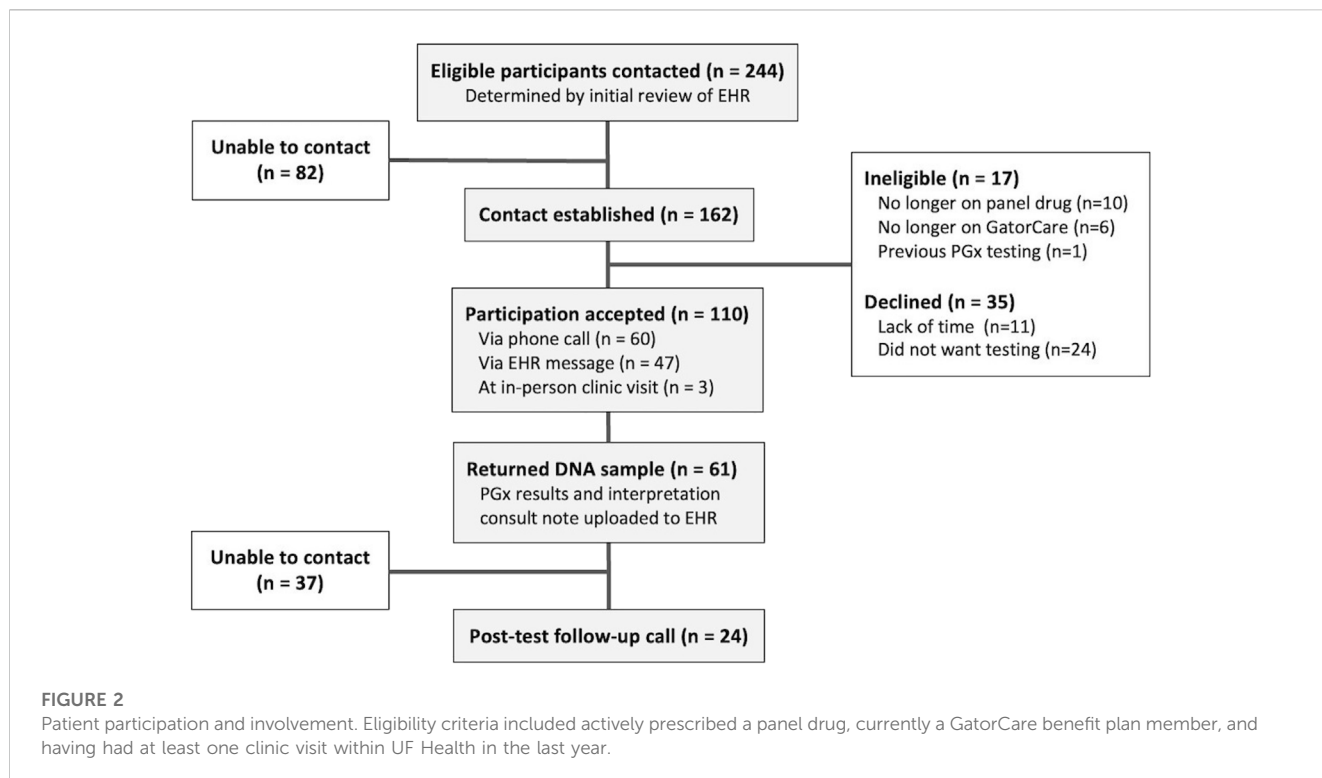 Eligible participants contacted (n = 244)
Determined by initial review of EHR
Unable to contact
(n = 82)
Contact established (n = 162)
Ineligible (n = 17)
No longer on panel drug (n=10)
No longer on GatorCare (n=6)
Previous PGx testing (n=1)
Declined (n = 35)
Lack of time (n=11)
Did not want testing (n=24)
Participation accepted (n = 110)
Via phone call (n = 60)
Via EHR message (n = 47)
At in-person clinic visit (n = 3)
Returned DNA sample (n = 61)
PGx results and interpretation
consult note uploaded to EHR
Unable to contact
(n = 37)
Post-test follow-up call (n = 24)
FIGURE 2
Patient participation and involvement. Eligibility criteria included actively prescribed a panel drug, currently a GatorCare benefit plan member, and
having had at least one clinic visit within UF Health in the last year.